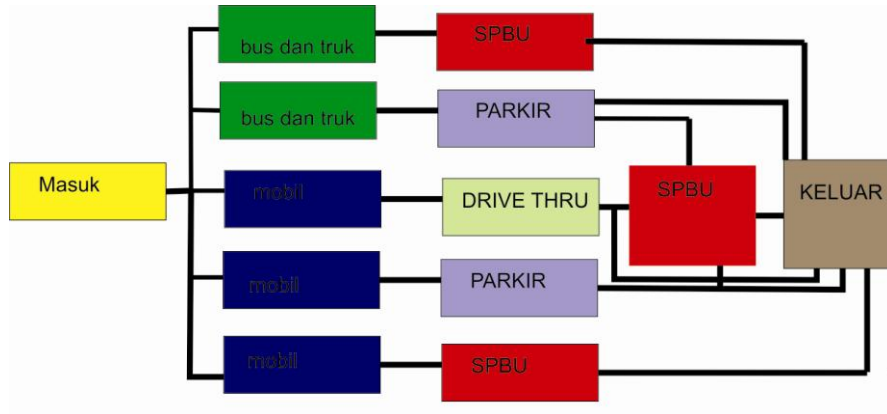 bus dan truk
SPBU
bus dan truk
PARKIR
Masuk
mobil
DRIVE THRU
SPBU
KELUAR
mobil
PARKIR
mobil
SPBU